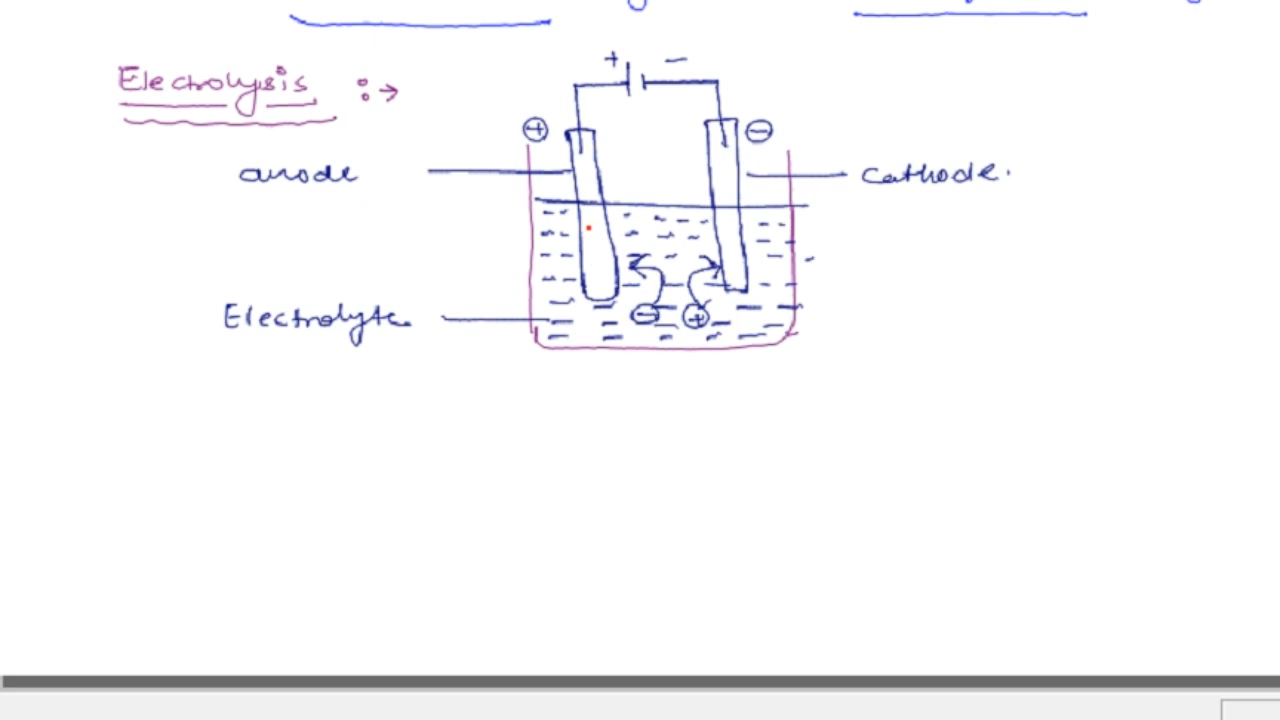 Electrolysis :→
+ −
+ −
anode cathode.
Electrolyte
− +